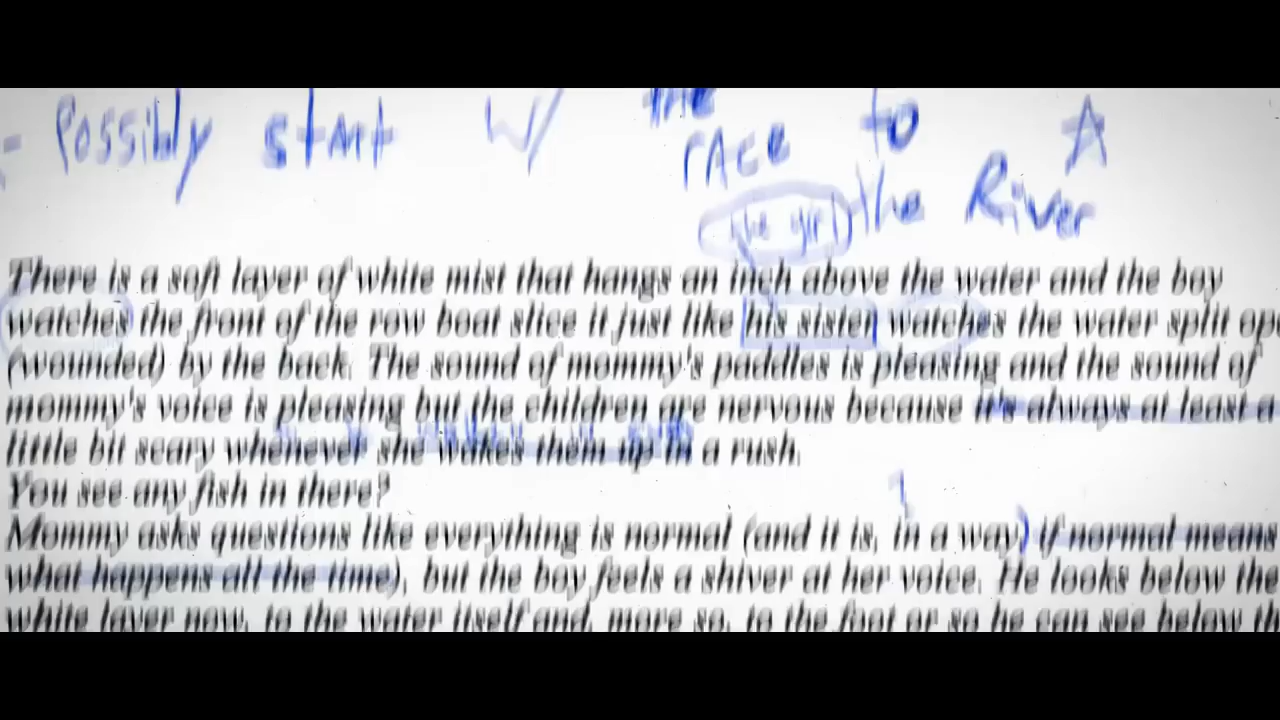 - Possibly start w/ the to A
race
the River
the girl
There is a soft layer of white mist that hangs an inch above the water and the boy
watches the front of the row boat slice it just like his sister watches the water split op
(wounded) by the back. The sound of mommy's paddles is pleasing and the sound of
mommy's voice is pleasing but the children are nervous because it's always at least a
little bit scary whenever she wakes them up in a rush.
You see any fish in there?
Mommy asks questions like everything is normal (and it is, in a way) if normal means
what happens all the time), but the boy feels a shiver at her voice. He looks below the
white layer now, to the water itself and, more so, to the foot or so he can see below th